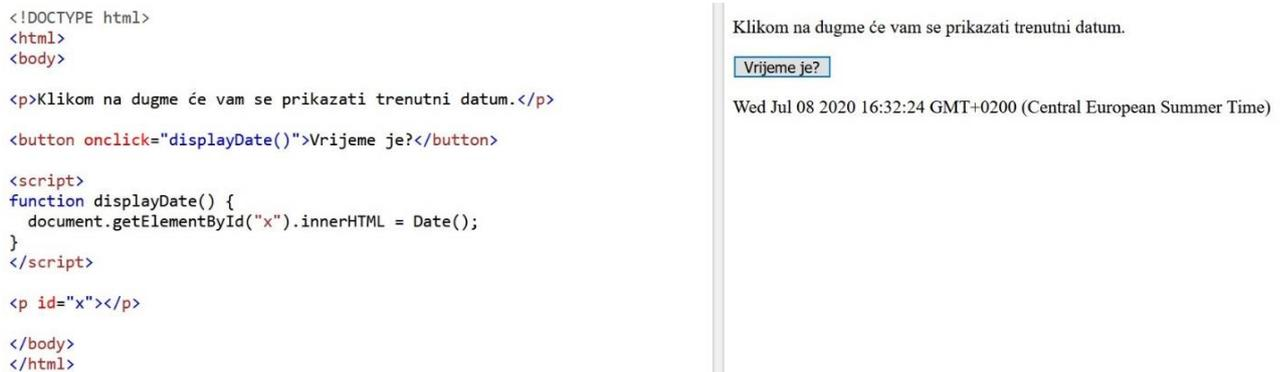 <!DOCTYPE html>
<html>
<body>
<p>Klikom na dugme će vam se prikazati trenutni datum.</p>
<button onclick="displayDate()">Vrijeme je?</button>
<script>
function displayDate() {
  document.getElementById("x").innerHTML = Date();
}
</script>
<p id="x"></p>
</body>
</html>
Klikom na dugme će vam se prikazati trenutni datum.
Vrijeme je?
Wed Jul 08 2020 16:32:24 GMT+0200 (Central European Summer Time)